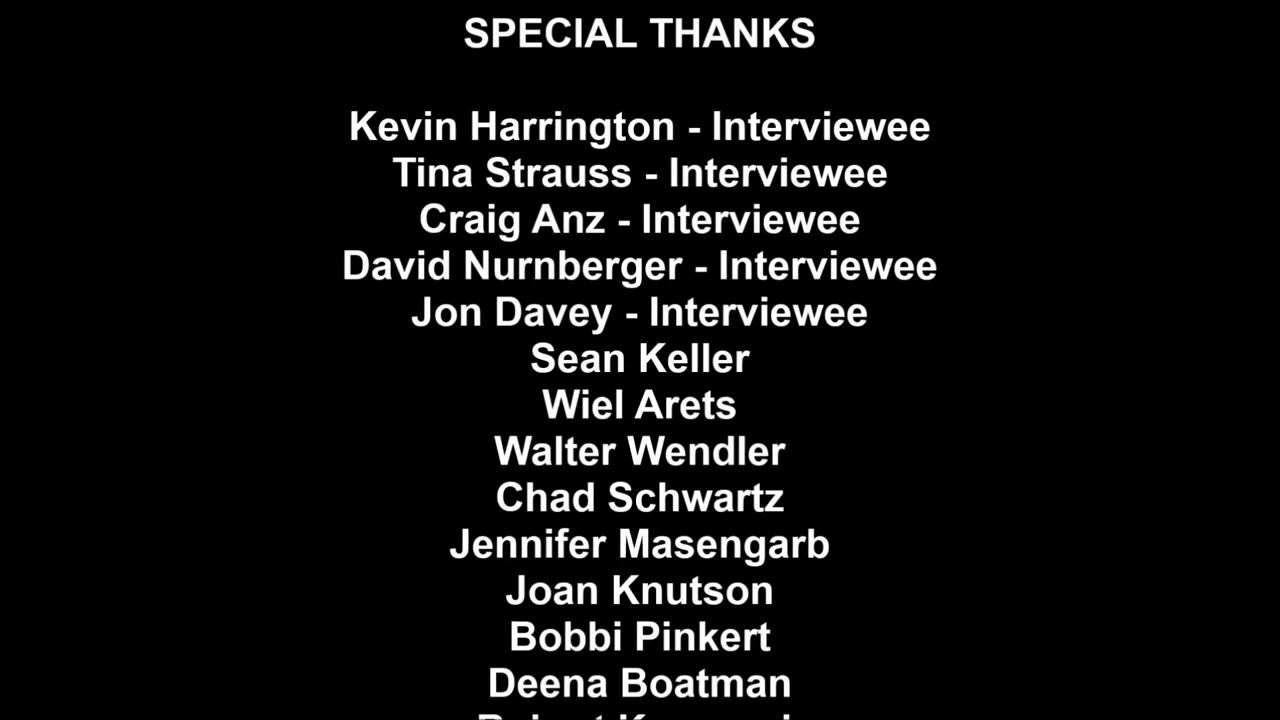 SPECIAL THANKS
Kevin Harrington - Interviewee
Tina Strauss - Interviewee
Craig Anz - Interviewee
David Nurnberger - Interviewee
Jon Davey - Interviewee
Sean Keller
Wiel Arets
Walter Wendler
Chad Schwartz
Jennifer Masengarb
Joan Knutson
Bobbi Pinkert
Deena Boatman